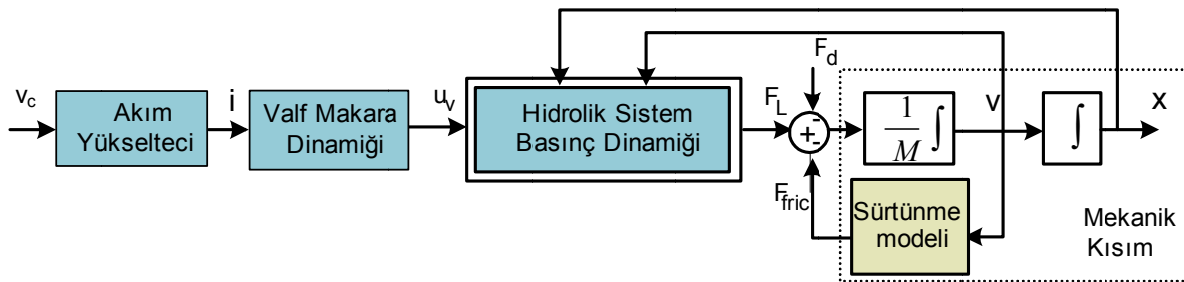 v_c
Akım
Yükselteci
i
Valf Makara
Dinamiği
u_v
Hidrolik Sistem
Basınç Dinamiği
F_L
F_d
+ - -
F_fric
1/M ∫
v
∫
x
Sürtünme
modeli
Mekanik
Kısım